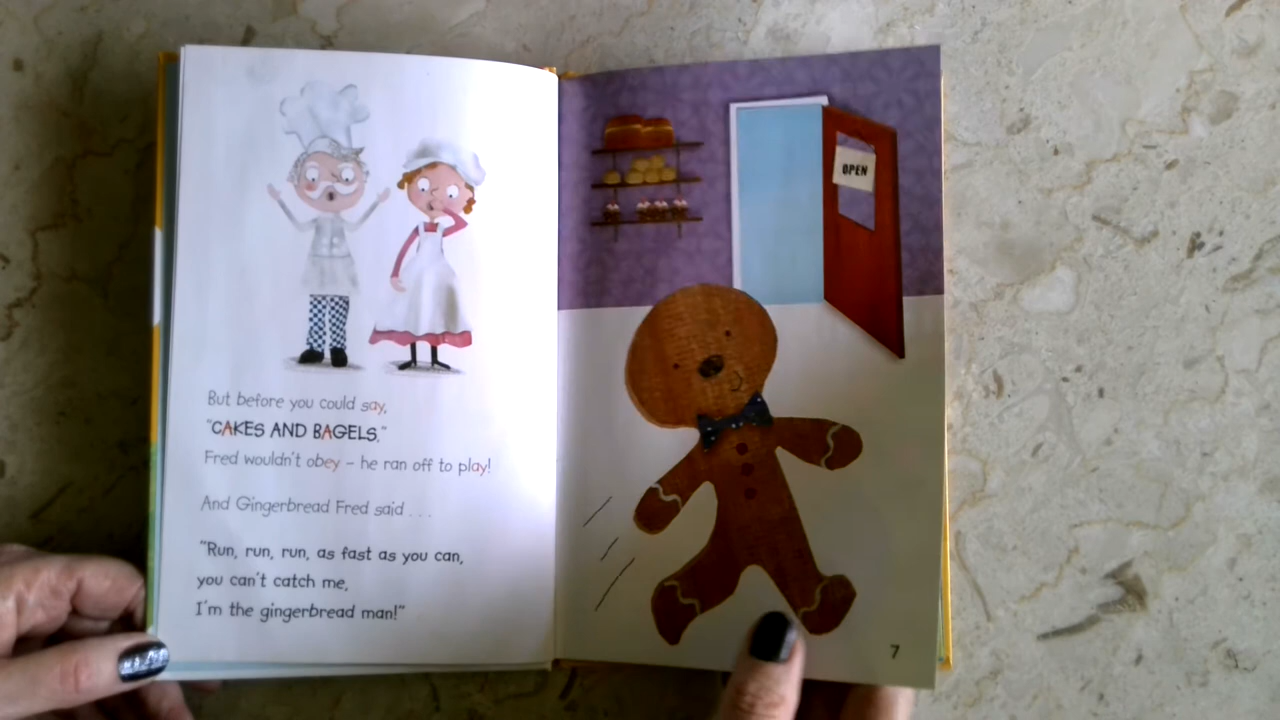 But before you could say,
"CAKES AND BAGELS,"
Fred wouldn't obey – he ran off to play!
And Gingerbread Fred said . . .
"Run, run, run, as fast as you can,
you can't catch me,
I'm the gingerbread man!"
OPEN
7